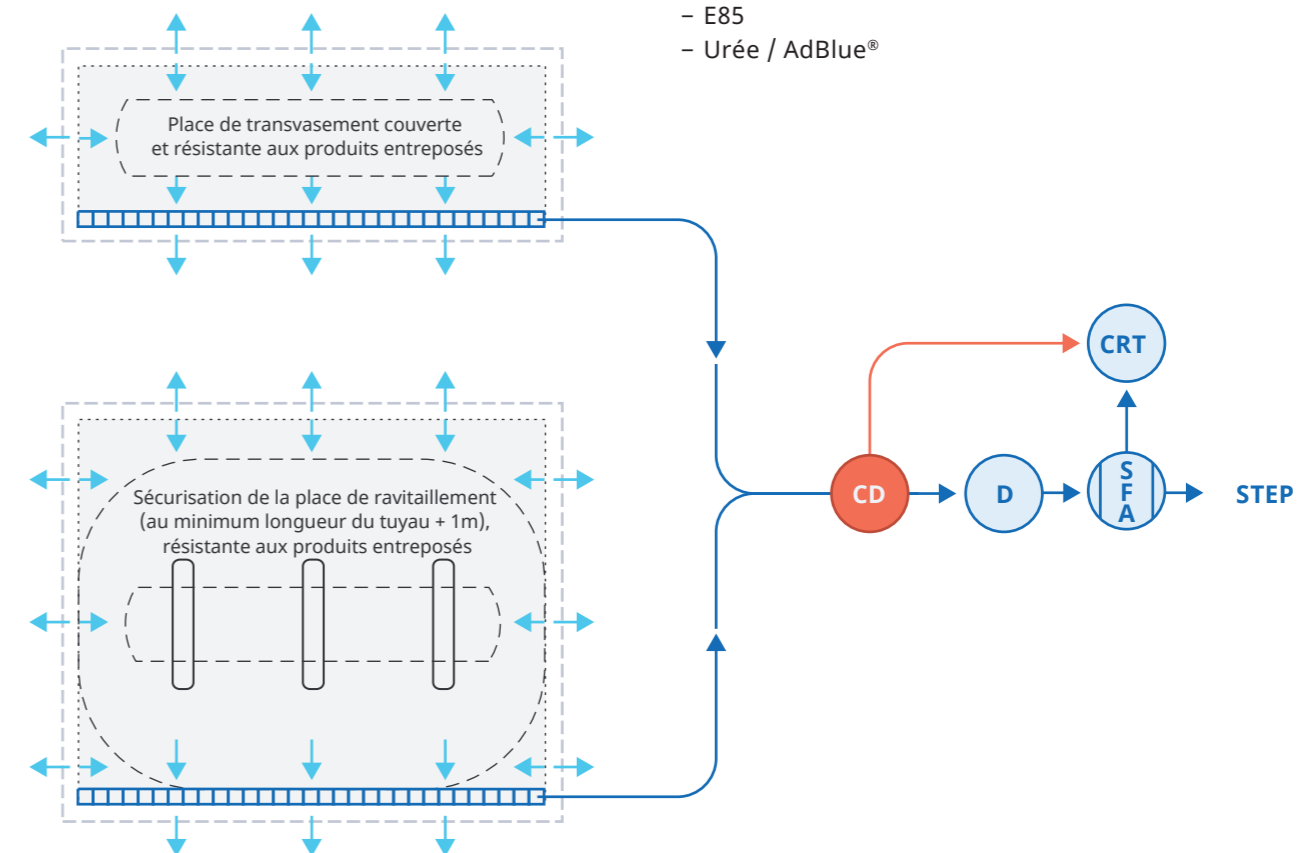 – E85
– Urée / AdBlue®
Place de transvasement couverte
et résistante aux produits entreposés
CRT
Sécurisation de la place de ravitaillement
(au minimum longueur du tuyau + 1m),
résistante aux produits entreposés
CD
D
S
F
A
STEP